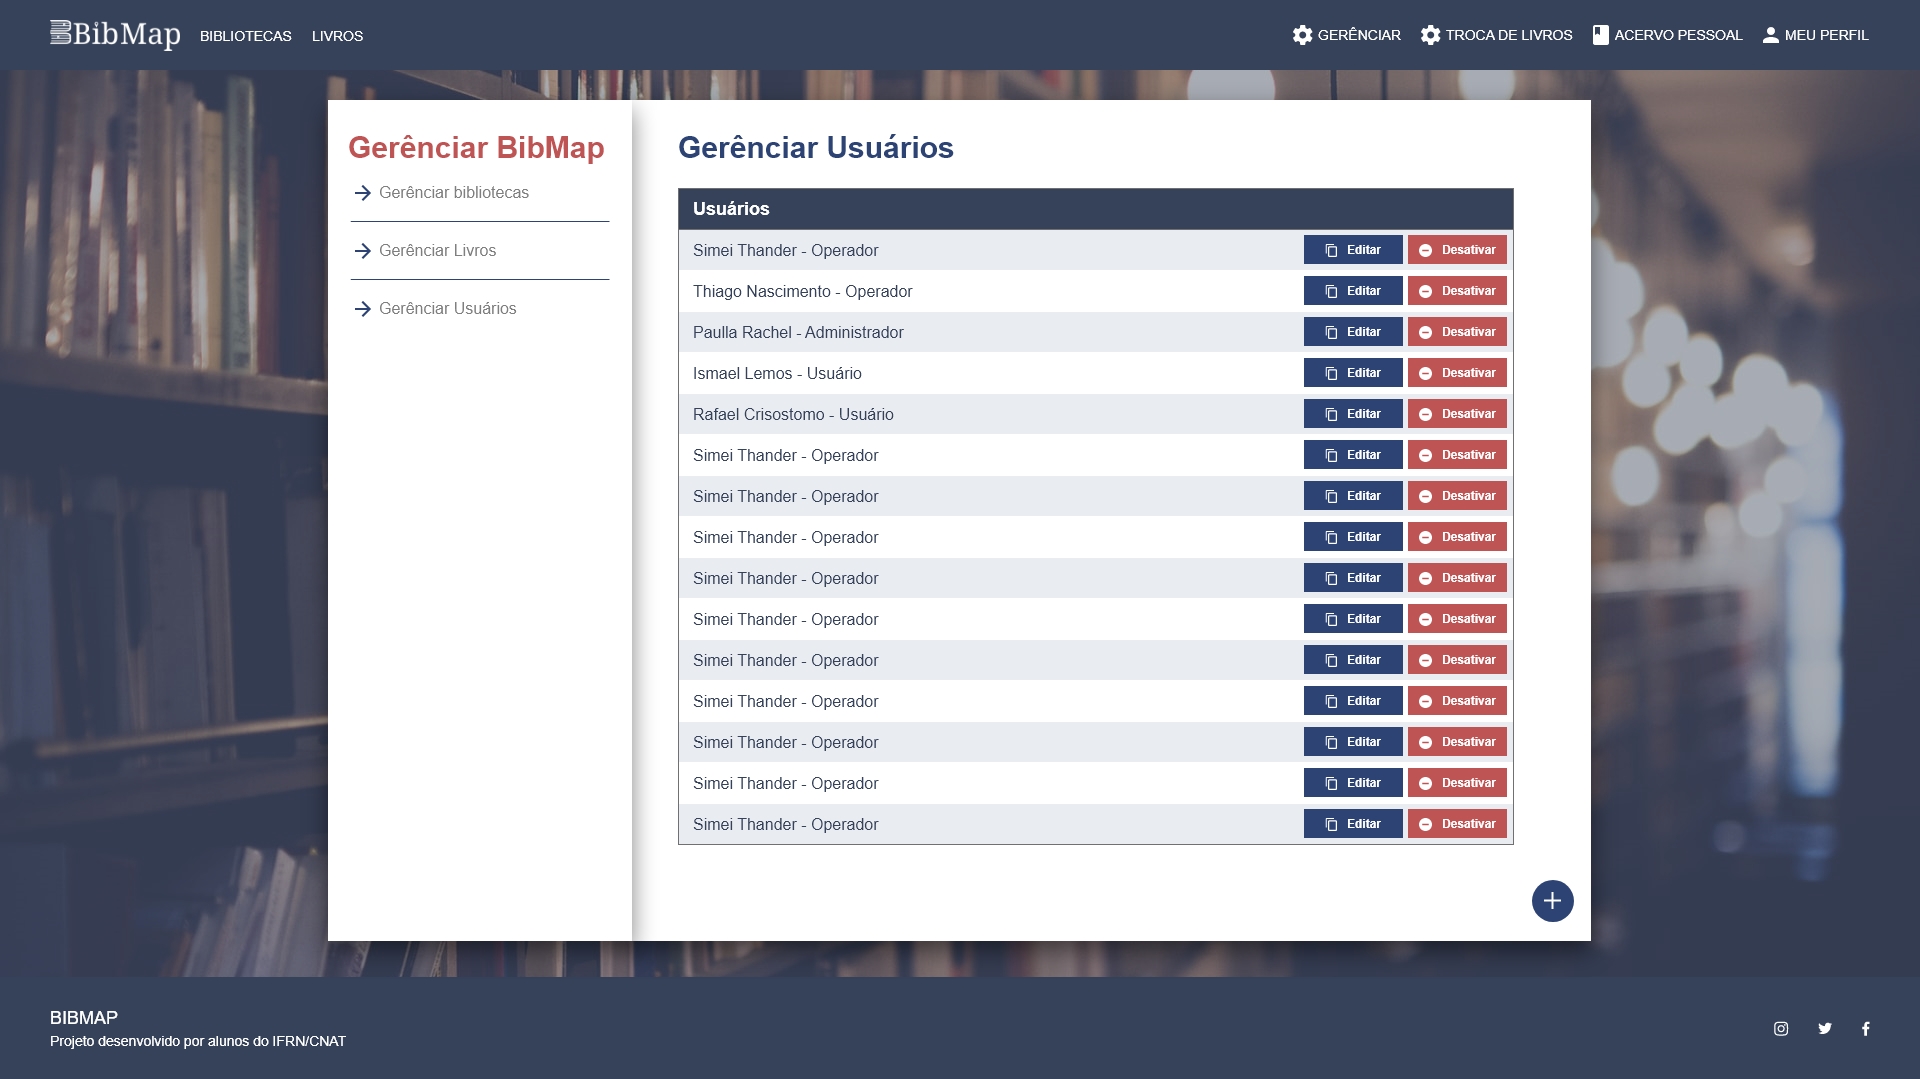 BibMap BIBLIOTECAS LIVROS GERÊNCIAR TROCA DE LIVROS ACERVO PESSOAL MEU PERFIL
Gerênciar BibMap
Gerênciar bibliotecas
Gerênciar Livros
Gerênciar Usuários
Gerênciar Usuários
Usuários
Simei Thander - Operador Editar Desativar
Thiago Nascimento - Operador Editar Desativar
Paulla Rachel - Administrador Editar Desativar
Ismael Lemos - Usuário Editar Desativar
Rafael Crisostomo - Usuário Editar Desativar
Simei Thander - Operador Editar Desativar
Simei Thander - Operador Editar Desativar
Simei Thander - Operador Editar Desativar
Simei Thander - Operador Editar Desativar
Simei Thander - Operador Editar Desativar
Simei Thander - Operador Editar Desativar
Simei Thander - Operador Editar Desativar
Simei Thander - Operador Editar Desativar
Simei Thander - Operador Editar Desativar
Simei Thander - Operador Editar Desativar
BIBMAP
Projeto desenvolvido por alunos do IFRN/CNAT